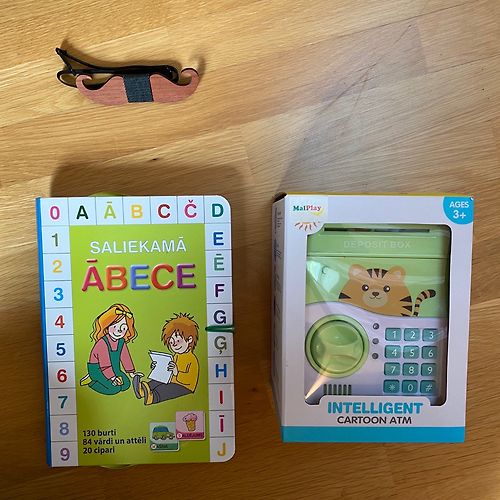 0 A Ā B C Č D
1
2
3
4
5
6
7
8
9
E
Ē
F
G
Ģ
H
I
Ī
J
SALIEKAMĀ
ĀBECE
130 burti
84 vārdi un attēli
20 cipari
MalPlay
AGES
3+
DEPOSIT BOX
1 2 3
4 5 6
7 8 9
* 0 #
INTELLIGENT
CARTOON ATM